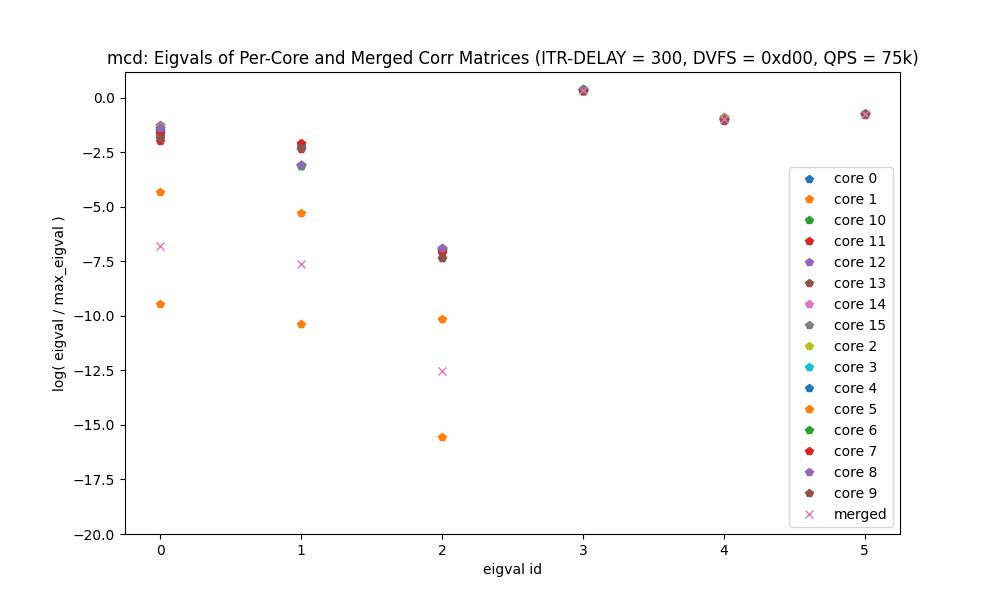 mcd: Eigvals of Per-Core and Merged Corr Matrices (ITR-DELAY = 300, DVFS = 0xd00, QPS = 75k)
log( eigval / max_eigval )
0.0
−2.5
−5.0
−7.5
−10.0
−12.5
−15.0
−17.5
−20.0
core 0
core 1
core 10
core 11
core 12
core 13
core 14
core 15
core 2
core 3
core 4
core 5
core 6
core 7
core 8
core 9
merged
0 1 2 3 4 5
eigval id